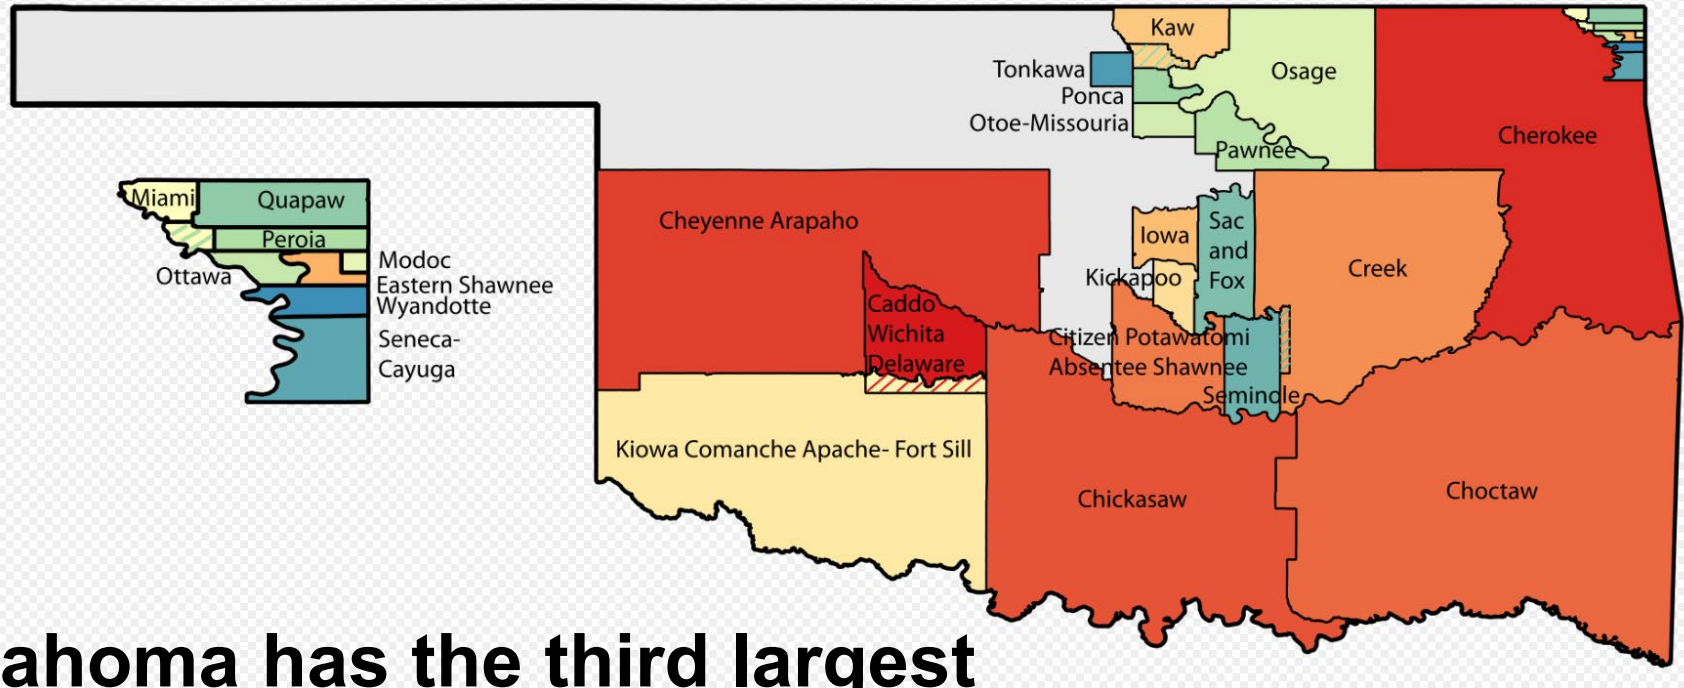 Kaw
Tonkawa
Osage
Ponca
Otoe-Missouria
Cherokee
Pawnee
Miami
Quapaw
Peroia
Ottawa
Modoc
Eastern Shawnee
Wyandotte
Seneca-
Cayuga
Cheyenne Arapaho
Iowa
Sac
and
Fox
Kickapoo
Creek
Caddo
Wichita
Delaware
Citizen Potawatomi
Absentee Shawnee
Seminole
Kiowa Comanche Apache- Fort Sill
Chickasaw
Choctaw
ahoma has the third largest